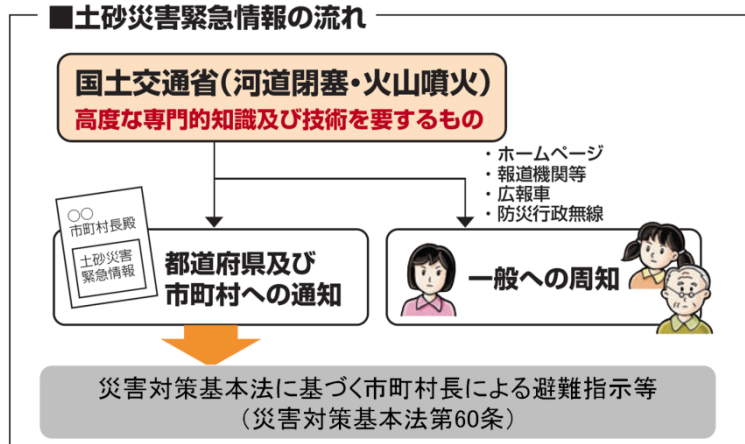 ■土砂災害緊急情報の流れ
国土交通省(河道閉塞・火山噴火)
高度な専門的知識及び技術を要するもの
・ホームページ
・報道機関等
・広報車
・防災行政無線
○○
市町村長殿
土砂災害
緊急情報
都道府県及び
市町村への通知
一般への周知
災害対策基本法に基づく市町村長による避難指示等
(災害対策基本法第60条)